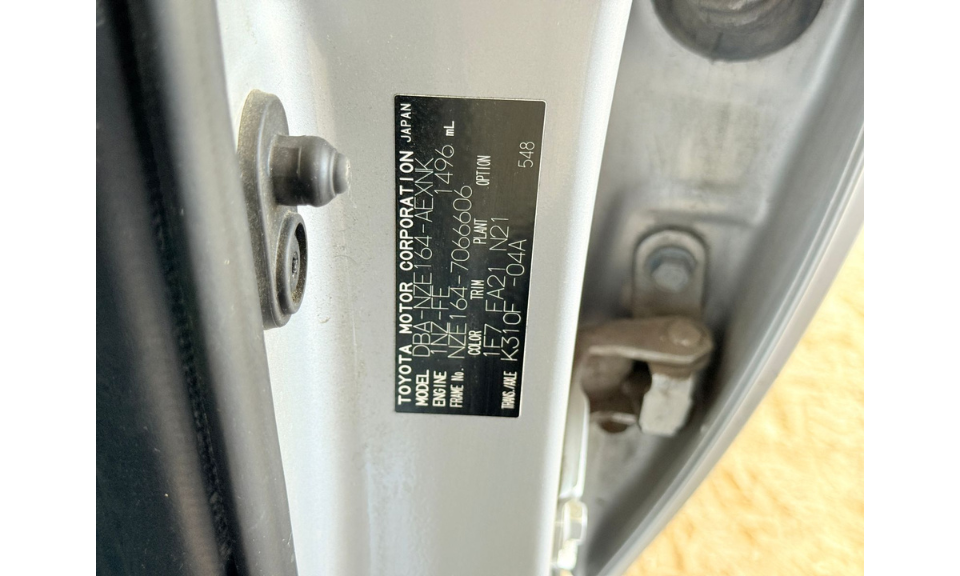 TOYOTA MOTOR CORPORATION JAPAN
MODEL DBA-NZE164-AEXNK
ENGINE 1NZ-FE 1496 mL
FRAME No. NZE164-7066606
COLOR TRIM PLANT OPTION
1F7 FA21 N21
TRANS./AXLE K310F -04A 548